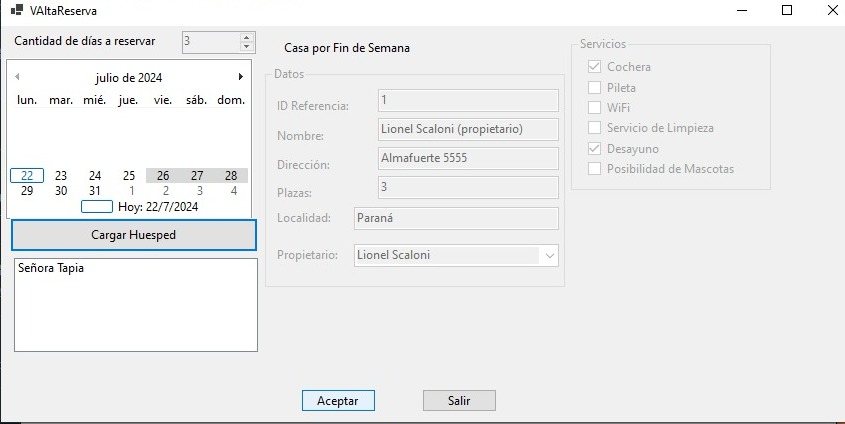 VAltaReserva
Cantidad de días a reservar 3
julio de 2024
lun. mar. mié. jue. vie. sáb. dom.
22 23 24 25 26 27 28
29 30 31 1 2 3 4
Hoy: 22/7/2024
Cargar Huesped
Señora Tapia
Casa por Fin de Semana
Datos
ID Referencia: 1
Nombre: Lionel Scaloni (propietario)
Dirección: Almafuerte 5555
Plazas: 3
Localidad: Paraná
Propietario: Lionel Scaloni
Servicios
Cochera
Pileta
WiFi
Servicio de Limpieza
Desayuno
Posibilidad de Mascotas
Aceptar Salir